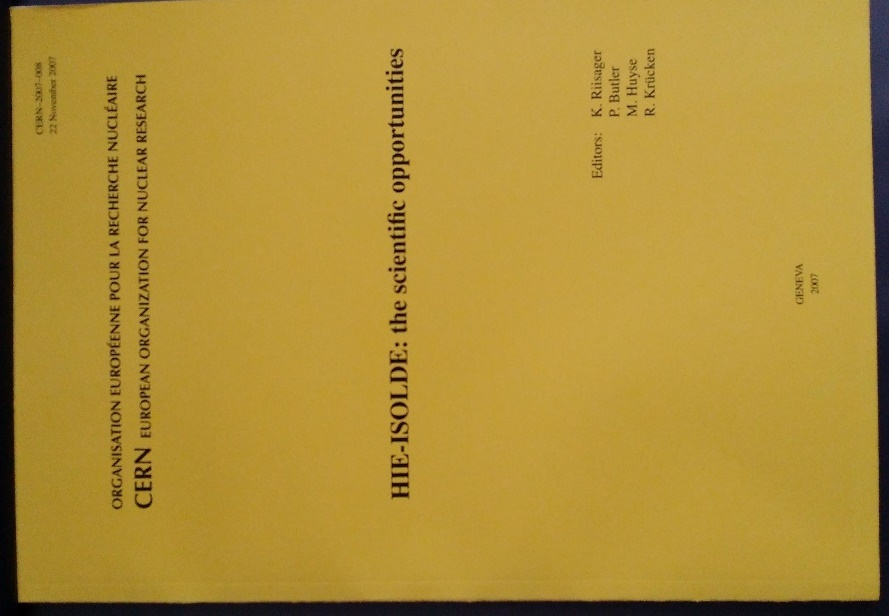 CERN–2007–008
22 November 2007
ORGANISATION EUROPÉENNE POUR LA RECHERCHE NUCLÉAIRE
CERN EUROPEAN ORGANIZATION FOR NUCLEAR RESEARCH
HIE-ISOLDE: the scientific opportunities
Editors: K. Riisager
P. Butler
M. Huyse
R. Krücken
GENEVA
2007